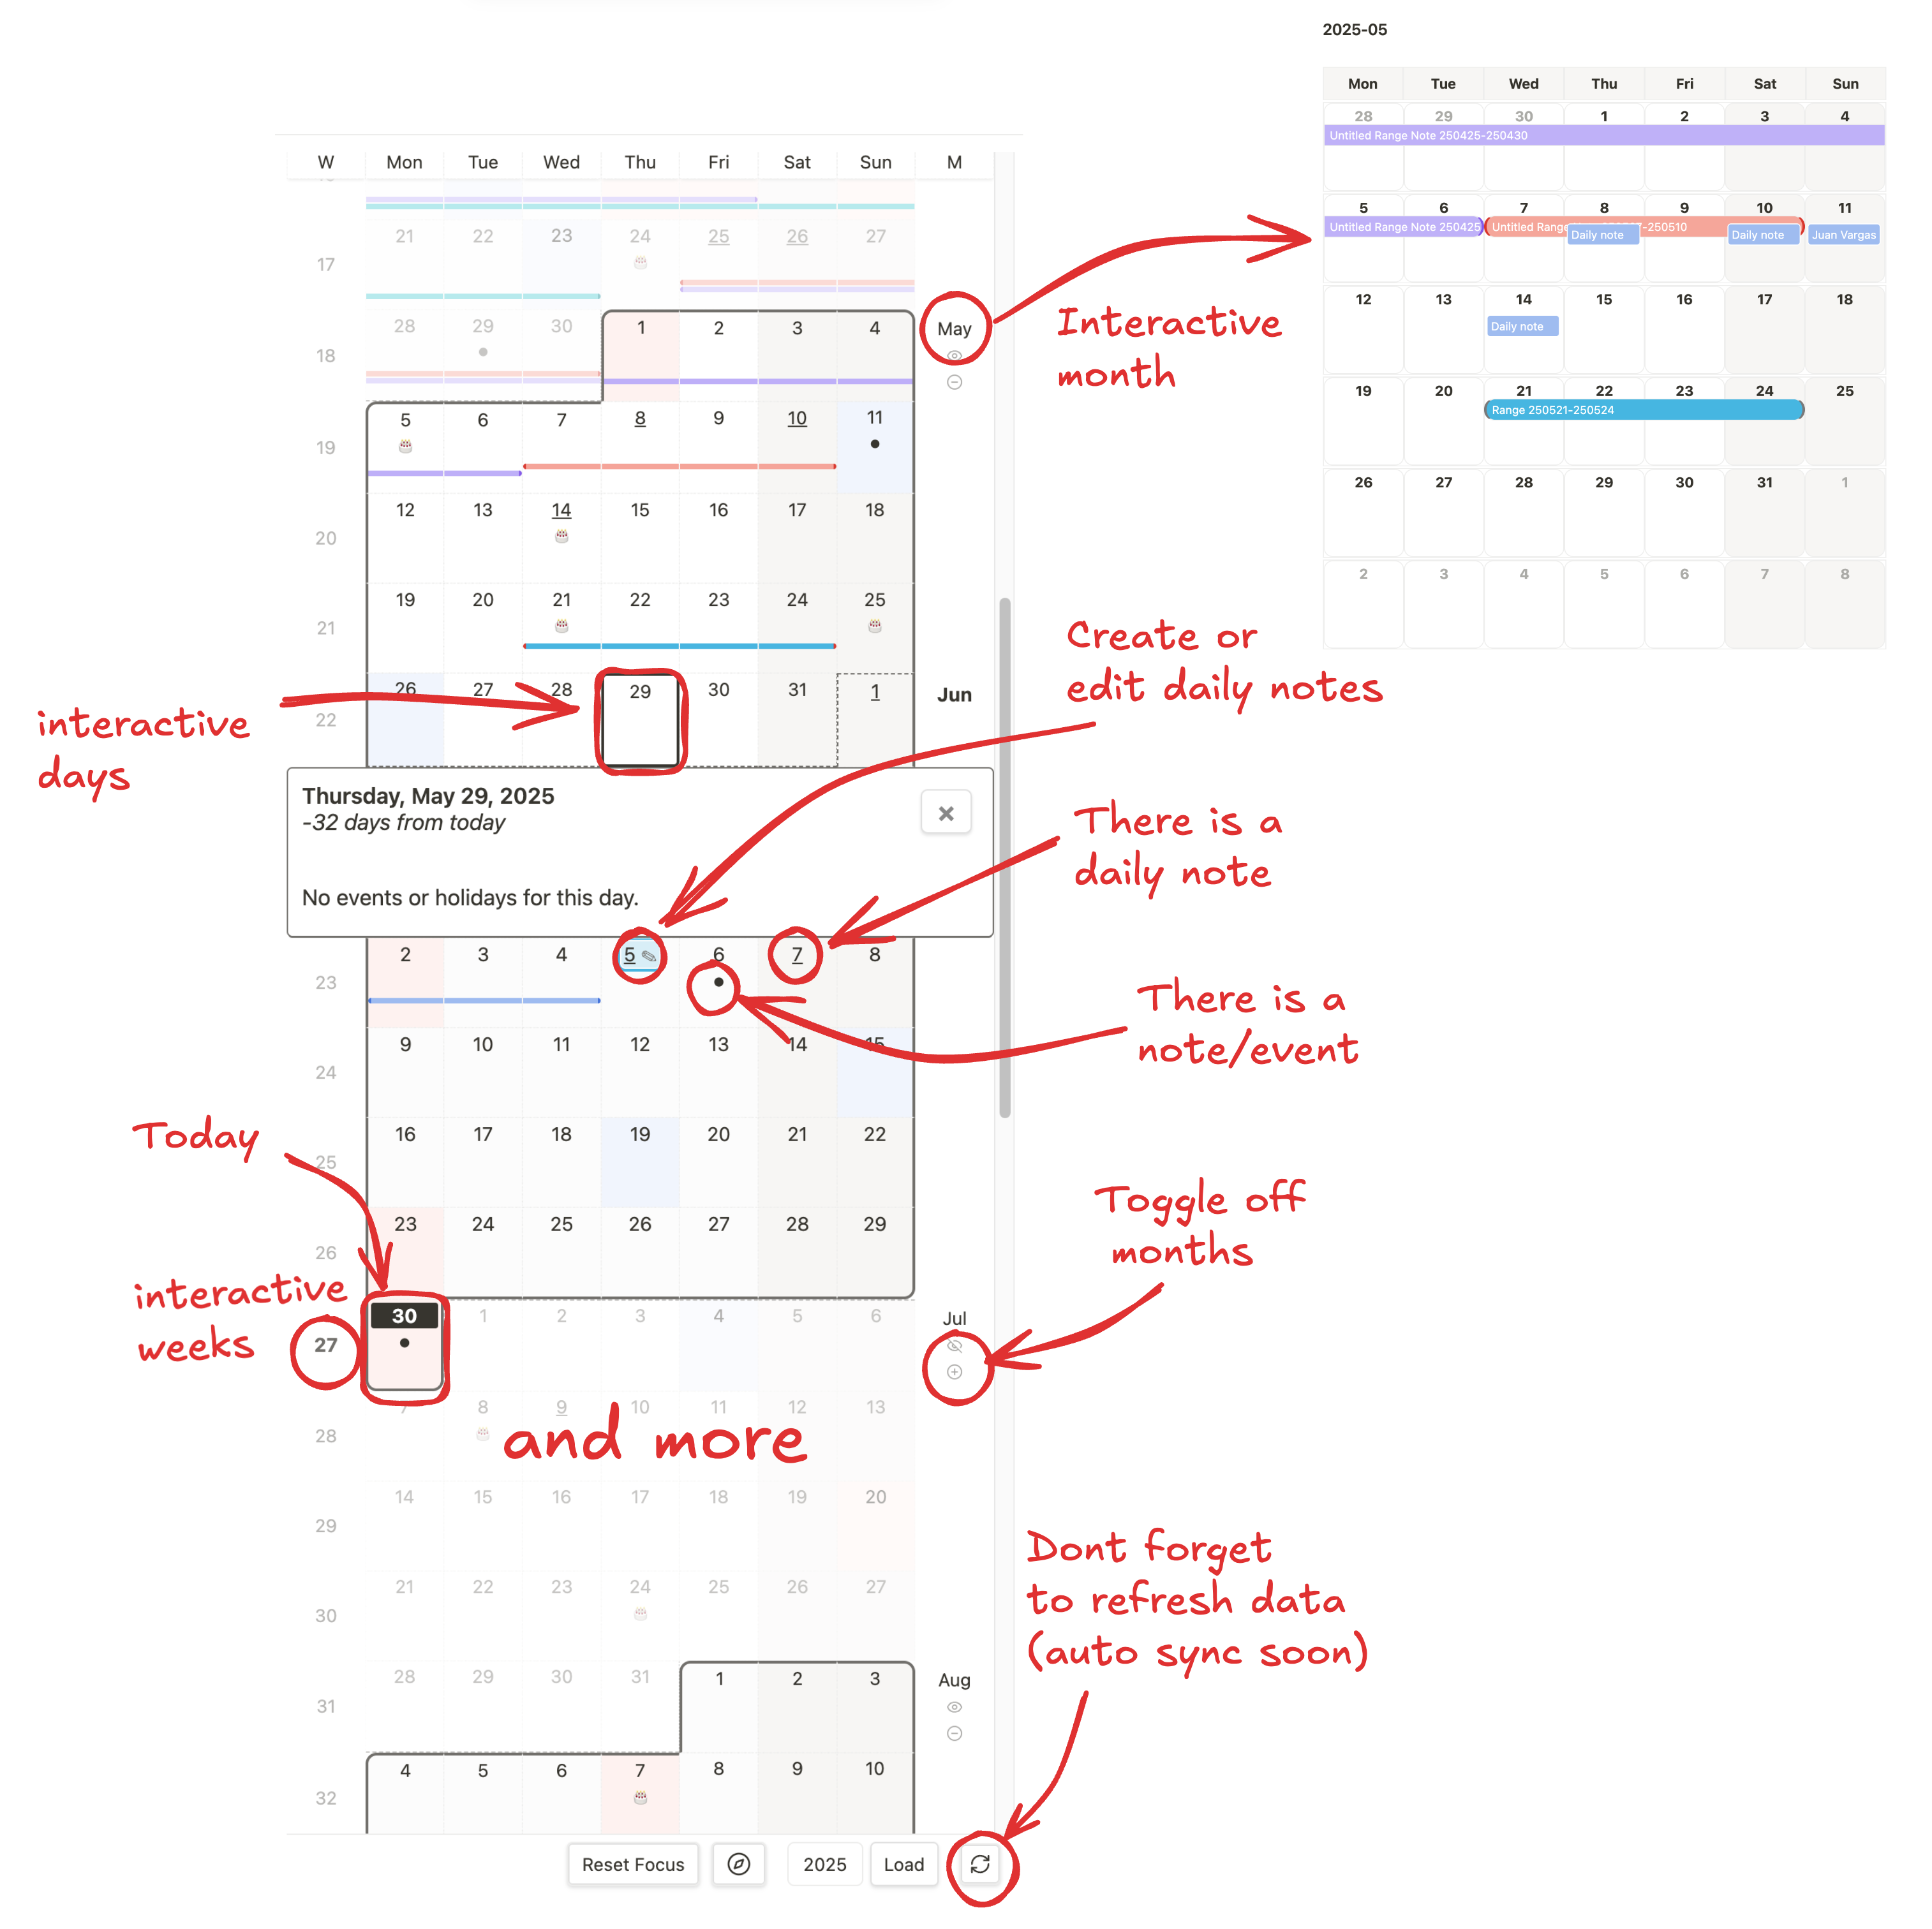 2025-05
Mon Tue Wed Thu Fri Sat Sun
28 29 30 1 2 3 4
Untitled Range Note 250425-250430
5 6 7 8 9 10 11
Untitled Range Note 250425 Untitled Range -250510
Daily note Daily note Juan Vargas
12 13 14 15 16 17 18
Daily note
19 20 21 22 23 24 25
Range 250521-250524
26 27 28 29 30 31 1
2 3 4 5 6 7 8
Interactive
month
W Mon Tue Wed Thu Fri Sat Sun M
21 22 23 24 25 26 27
17
28 29 30 1 2 3 4 May
18
5 6 7 8 9 10 11
19
12 13 14 15 16 17 18
20
19 20 21 22 23 24 25
21
26 27 28 29 30 31 1 Jun
22
interactive
days
Create or
edit daily notes
Thursday, May 29, 2025
-32 days from today
×
No events or holidays for this day.
There is a
daily note
2 3 4 5 6 7 8
23
There is a
note/event
9 10 11 12 13 14 15
24
Today
16 17 18 19 20 21 22
25
23 24 25 26 27 28 29
26
Toggle off
months
interactive
weeks
30 1 2 3 4 5 6 Jul
27
7 8 9 10 11 12 13
28
and more
14 15 16 17 18 19 20
29
21 22 23 24 25 26 27
30
28 29 30 31 1 2 3 Aug
31
4 5 6 7 8 9 10
32
Dont forget
to refresh data
(auto sync soon)
Reset Focus 2025 Load